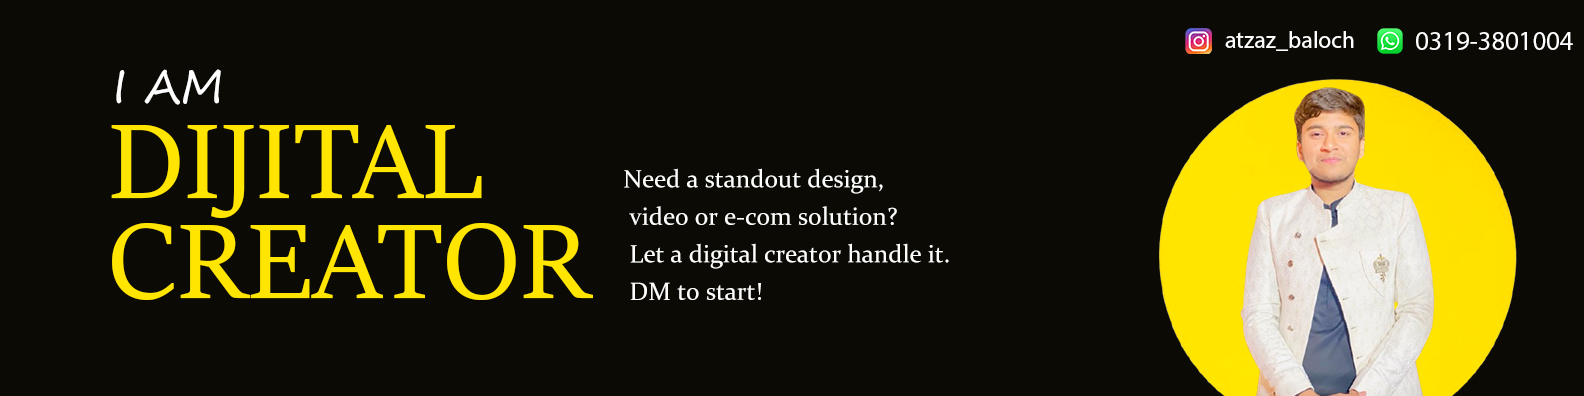 atzaz_baloch 0319-3801004
I AM
DIJITAL
CREATOR
Need a standout design,
video or e-com solution?
Let a digital creator handle it.
DM to start!